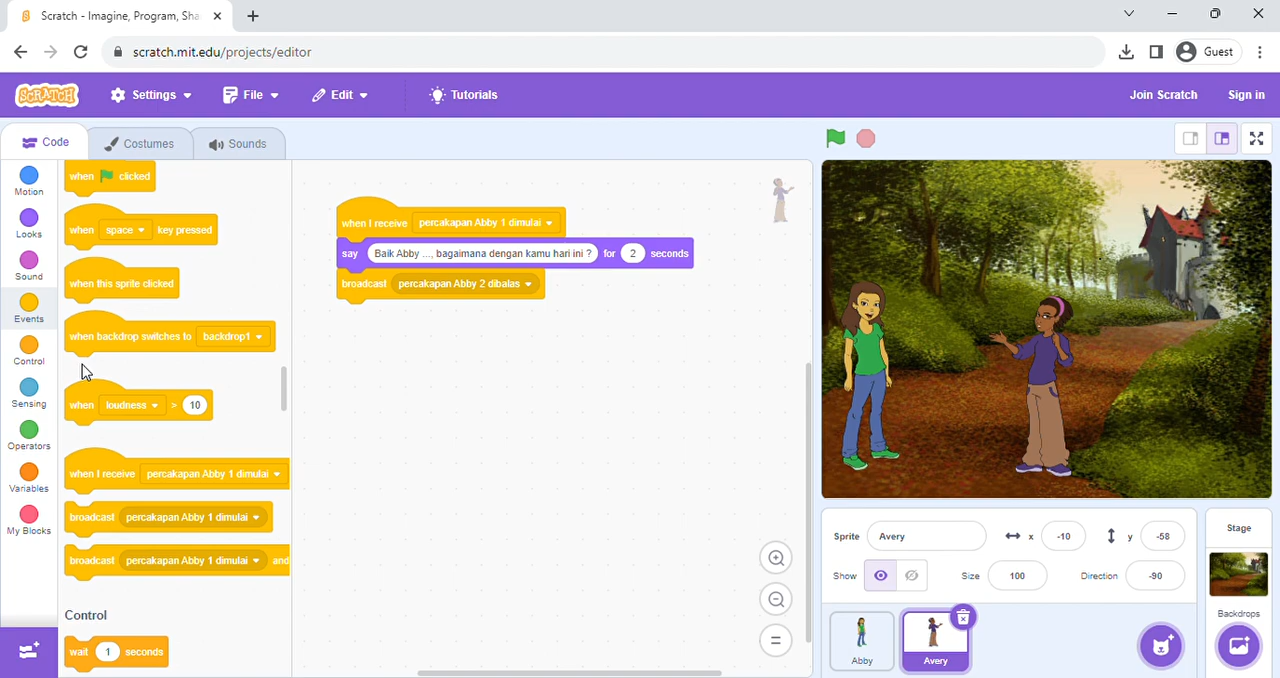 Scratch - Imagine, Program, Sha
scratch.mit.edu/projects/editor
Guest
SCRATCH
Settings
File
Edit
Tutorials
Join Scratch
Sign in
Code
Costumes
Sounds
Motion
Looks
Sound
Events
Control
Sensing
Operators
Variables
My Blocks
when clicked
when space key pressed
when this sprite clicked
when backdrop switches to backdrop1
when loudness > 10
when I receive percakapan Abby 1 dimulai
broadcast percakapan Abby 1 dimulai
broadcast percakapan Abby 1 dimulai and
Control
wait 1 seconds
when I receive percakapan Abby 1 dimulai
say Baik Abby ..., bagaimana dengan kamu hari ini ? for 2 seconds
broadcast percakapan Abby 2 dibalas
Sprite Avery x -10 y -58
Show Size 100 Direction -90
Abby
Avery
Stage
Backdrops